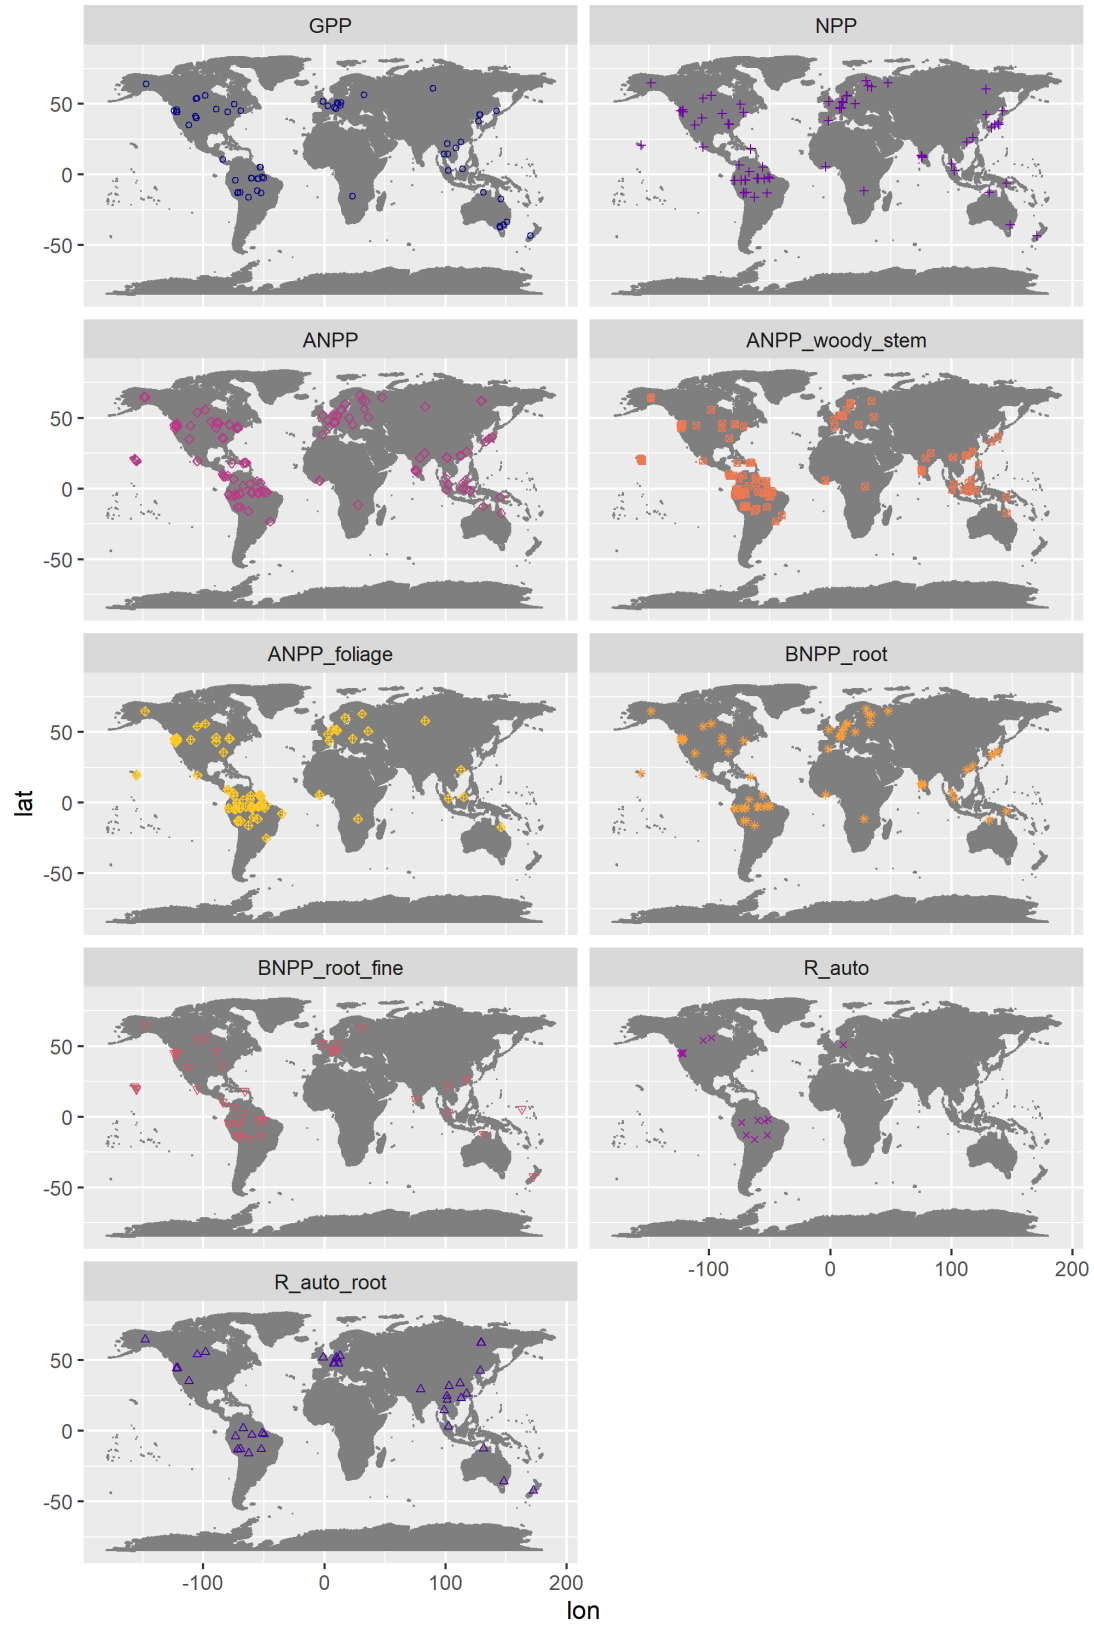 GPP
NPP
50
0
-50
ANPP
ANPP_woody_stem
50
0
-50
ANPP_foliage
BNPP_root
50
0
-50
BNPP_root_fine
R_auto
50
0
-50
-100 0 100 200
R_auto_root
50
0
-50
-100 0 100 200
lon
lat